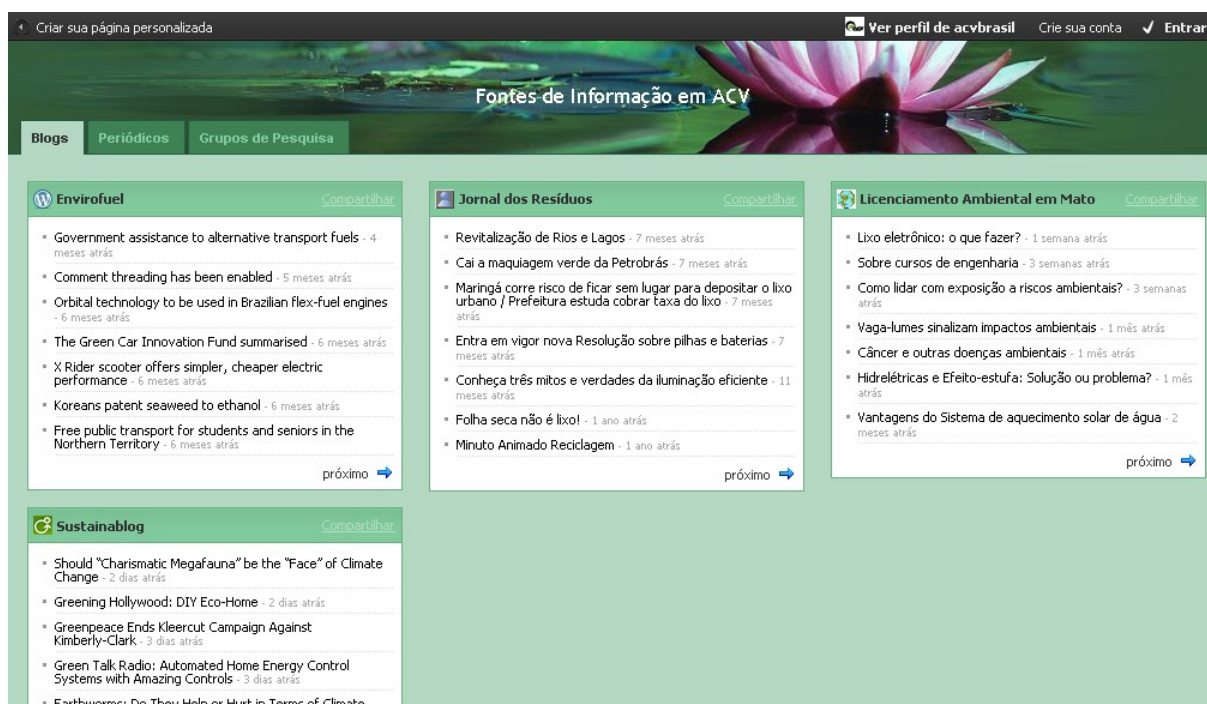 Criar sua página personalizada
Ver perfil de acvbrasil
Crie sua conta
Entrar
Fontes de Informação em ACV
Blogs
Periódicos
Grupos de Pesquisa
Envirofuel
Compartilhar
Government assistance to alternative transport fuels - 4
meses atrás
Comment threading has been enabled - 5 meses atrás
Orbital technology to be used in Brazilian flex-fuel engines
- 6 meses atrás
The Green Car Innovation Fund summarised - 6 meses atrás
X Rider scooter offers simpler, cheaper electric
performance - 6 meses atrás
Koreans patent seaweed to ethanol - 6 meses atrás
Free public transport for students and seniors in the
Northern Territory - 6 meses atrás
próximo
Jornal dos Resíduos
Compartilhar
Revitalização de Rios e Lagos - 7 meses atrás
Cai a maquiagem verde da Petrobrás - 7 meses atrás
Maringá corre risco de ficar sem lugar para depositar o lixo
urbano / Prefeitura estuda cobrar taxa do lixo - 7 meses
atrás
Entra em vigor nova Resolução sobre pilhas e baterias - 7
meses atrás
Conheça três mitos e verdades da iluminação eficiente - 11
meses atrás
Folha seca não é lixo! - 1 ano atrás
Minuto Animado Reciclagem - 1 ano atrás
próximo
Licenciamento Ambiental em Mato
Compartilhar
Lixo eletrônico: o que fazer? - 1 semana atrás
Sobre cursos de engenharia - 3 semanas atrás
Como lidar com exposição a riscos ambientais? - 3 semanas
atrás
Vaga-lumes sinalizam impactos ambientais - 1 mês atrás
Câncer e outras doenças ambientais - 1 mês atrás
Hidrelétricas e Efeito-estufa: Solução ou problema? - 1 mês
atrás
Vantagens do Sistema de aquecimento solar de água - 2
meses atrás
próximo
Sustainablog
Compartilhar
Should “Charismatic Megafauna” be the “Face” of Climate
Change - 2 dias atrás
Greening Hollywood: DIY Eco-Home - 2 dias atrás
Greenpeace Ends Kleercut Campaign Against
Kimberly-Clark - 3 dias atrás
Green Talk Radio: Automated Home Energy Control
Systems with Amazing Controls - 3 dias atrás
Earthworms: Do They Help or Hurt in Terms of Climate